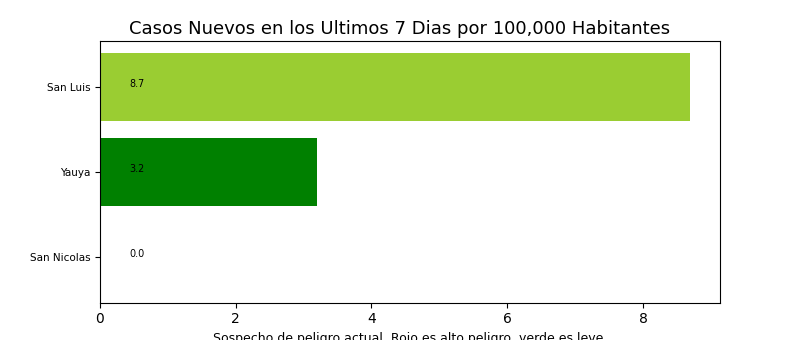 Casos Nuevos en los Ultimos 7 Dias por 100,000 Habitantes
San Luis
8.7
Yauya
3.2
San Nicolas
0.0
0 2 4 6 8
Sospecho de peligro actual. Rojo es alto peligro, verde es leve